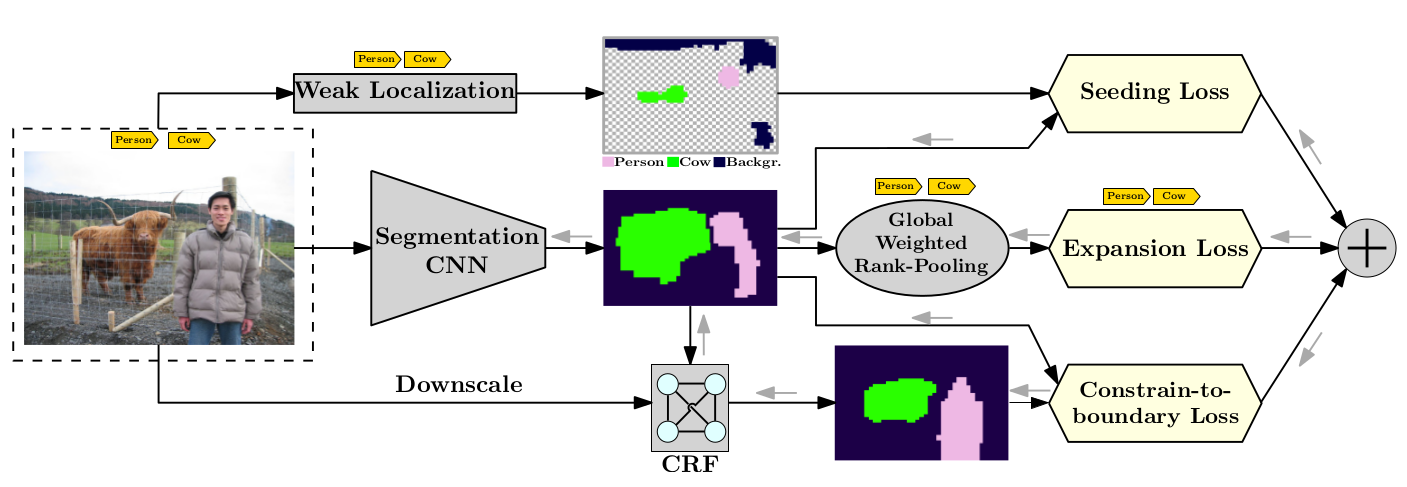 Person Cow
Weak Localization
Person Cow
Person Cow Backgr.
Seeding Loss
Segmentation
CNN
Person Cow
Global
Weighted
Rank-Pooling
Person Cow
Expansion Loss
Downscale
CRF
Constrain-to-
boundary Loss